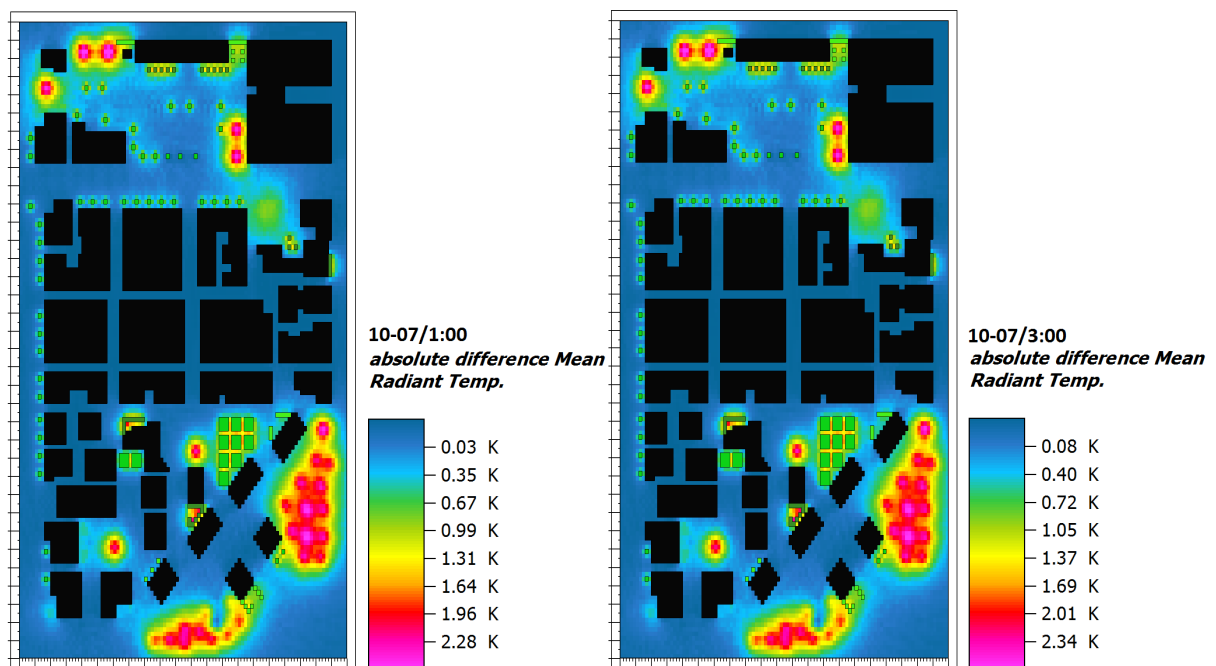 10-07/1:00
absolute difference Mean
Radiant Temp.
0.03 K
0.35 K
0.67 K
0.99 K
1.31 K
1.64 K
1.96 K
2.28 K
10-07/3:00
absolute difference Mean
Radiant Temp.
0.08 K
0.40 K
0.72 K
1.05 K
1.37 K
1.69 K
2.01 K
2.34 K